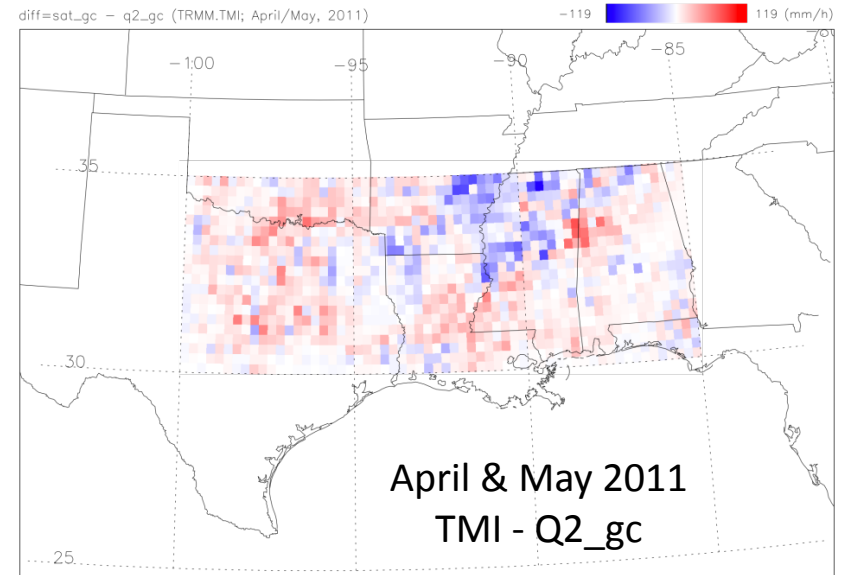 diff=sat_gc - q2_gc (TRMM.TMI; April/May, 2011)
-119 119 (mm/h)
-100 -95 -90 -85
35
30
25
April & May 2011
TMI - Q2_gc